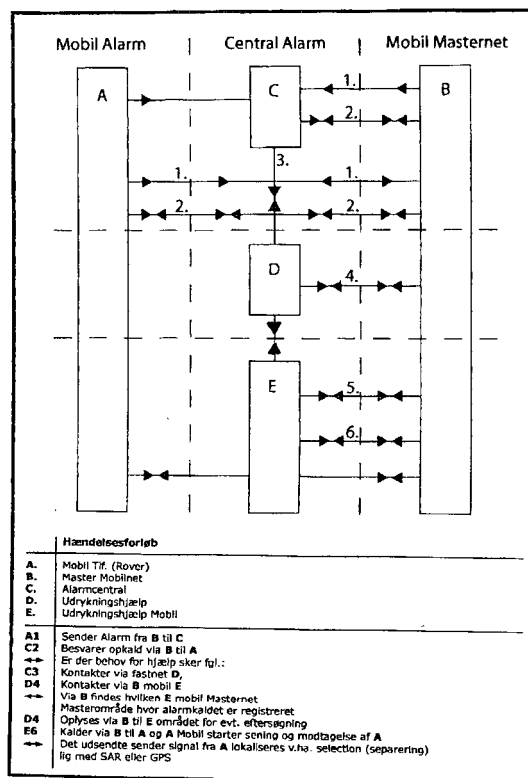 Mobil Alarm
Central Alarm
Mobil Masternet
A
C
B
1.
2.
3.
1.
1.
2.
2.
D
4.
E
5.
6.
Hændelsesforløb
A. Mobil Tlf. (Rover)
B. Master Mobilnet
C. Alarmcentral
D. Udrykningshjælp
E. Udrykningshjælp Mobil
A1 Sender Alarm fra B til C
C2 Besvarer opkald via B til A
Er der behov for hjælp sker fgl.:
C3 Kontakter via fastnet D,
D4 Kontakter via B mobil E
Via B findes hvilken E mobil Masternet
Masterområde hvor alarmkaldet er registreret
D4 Oplyses via B til E området for evt. eftersøgning
E6 Kalder via B til A og A Mobil starter sening og modtagelse af A
Det udsendte sender signal fra A lokaliseres v.ha. selection (separering)
lig med SAR eller GPS